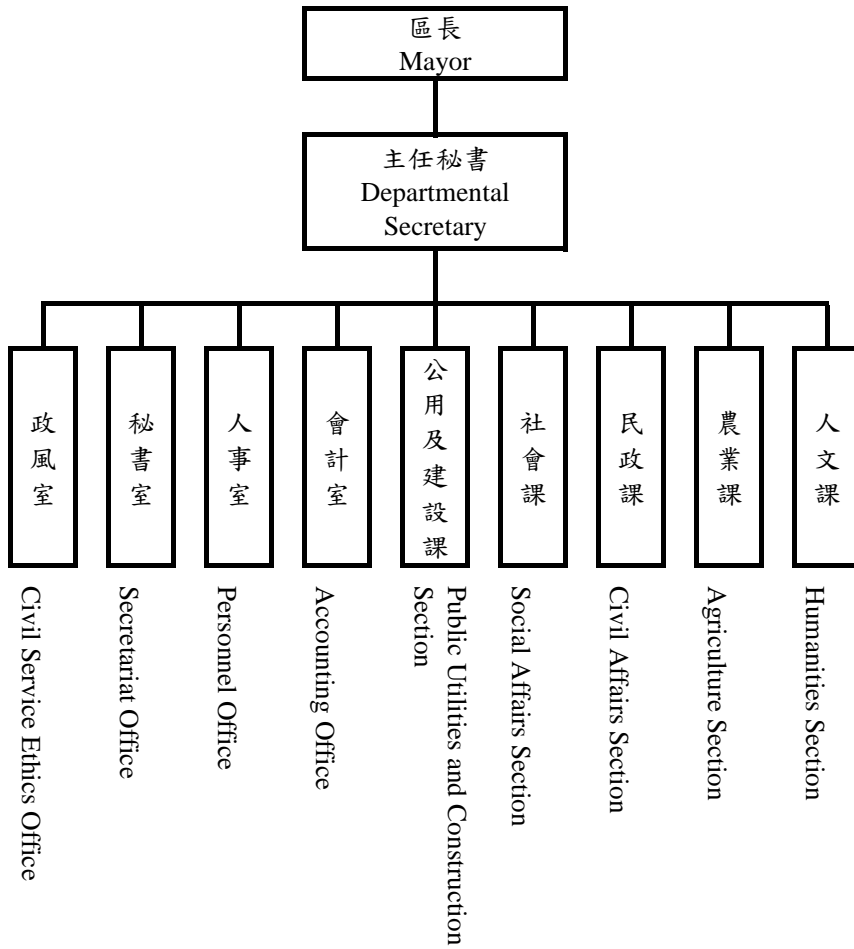 區長
Mayor
主任秘書
Departmental
Secretary
政風室
秘書室
人事室
會計室
公用及建設課
社會課
民政課
農業課
人文課
Civil Service Ethics Office
Secretariat Office
Personnel Office
Accounting Office
Public Utilities and Construction
Section
Social Affairs Section
Civil Affairs Section
Agriculture Section
Humanities Section